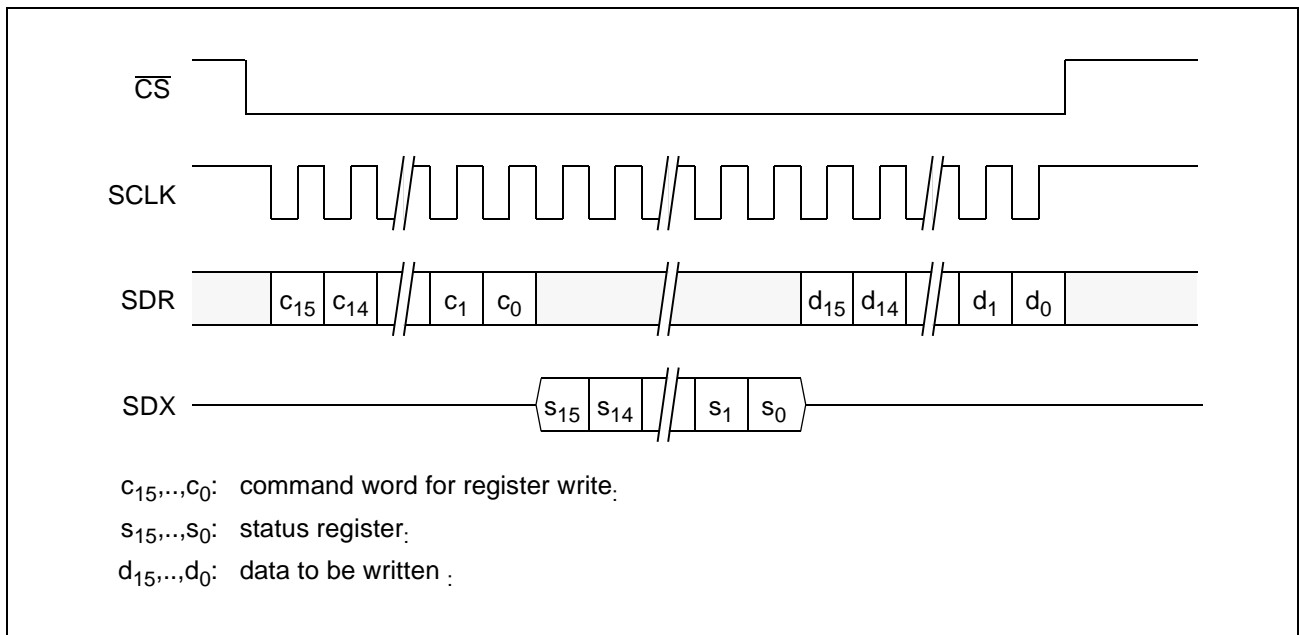 CS
SCLK
SDR c15 c14 c1 c0 d15 d14 d1 d0
SDX s15 s14 s1 s0
c15,..,c0: command word for register write:
s15,..,s0: status register:
d15,..,d0: data to be written :